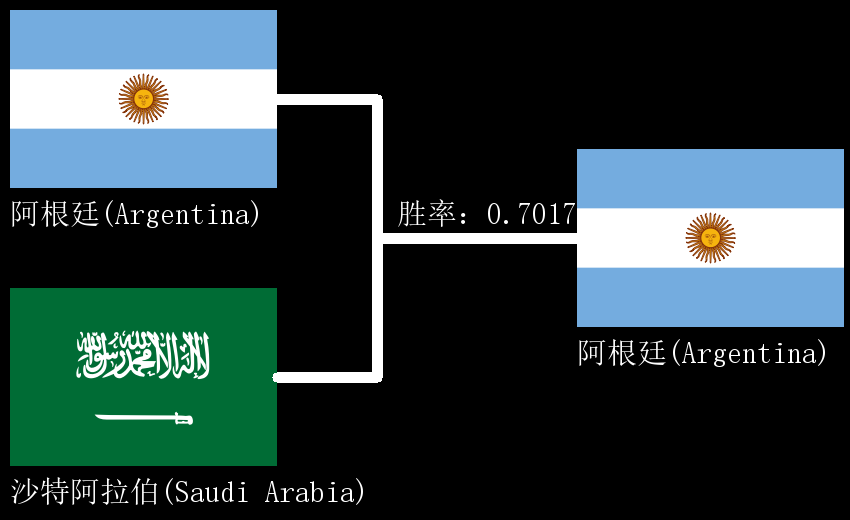 阿根廷(Argentina)
胜率: 0.7017
阿根廷(Argentina)
لا إله إلا الله محمد رسول الله
沙特阿拉伯(Saudi Arabia)